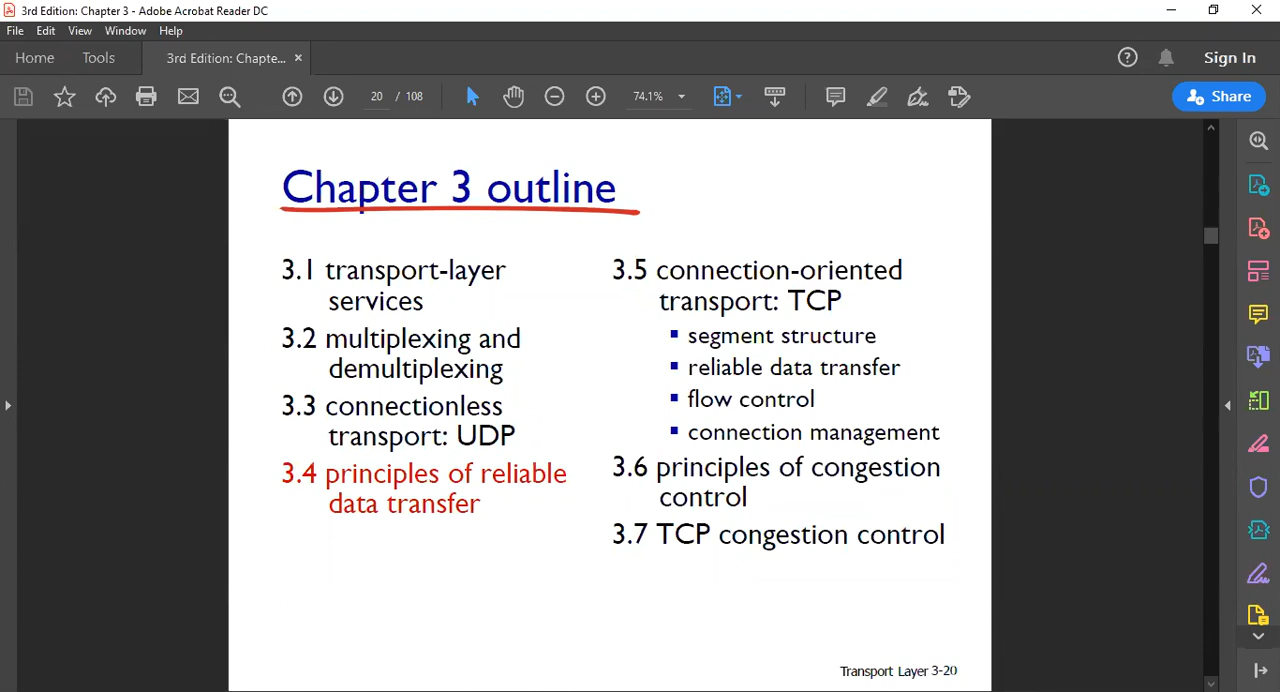 3rd Edition: Chapter 3 - Adobe Acrobat Reader DC
File Edit View Window Help
Home Tools 3rd Edition: Chapte... × Sign In
20 / 108 74.1% Share
Chapter 3 outline
3.1 transport-layer
services
3.2 multiplexing and
demultiplexing
3.3 connectionless
transport: UDP
3.4 principles of reliable
data transfer
3.5 connection-oriented
transport: TCP
▪ segment structure
▪ reliable data transfer
▪ flow control
▪ connection management
3.6 principles of congestion
control
3.7 TCP congestion control
Transport Layer 3-20